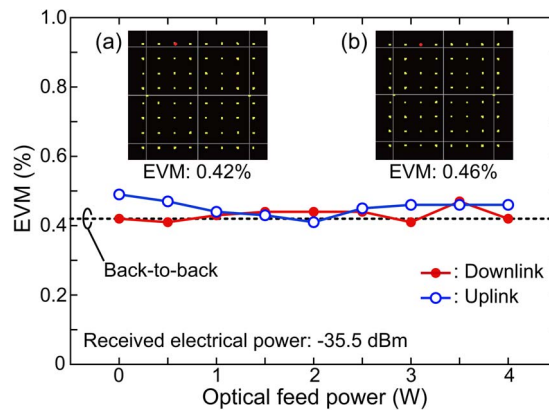 1.0
(a)
(b)
0.8
EVM: 0.42%
EVM: 0.46%
0.6
EVM (%)
0.4
Back-to-back
: Downlink
: Uplink
0.2
Received electrical power: -35.5 dBm
0
0 1 2 3 4
Optical feed power (W)